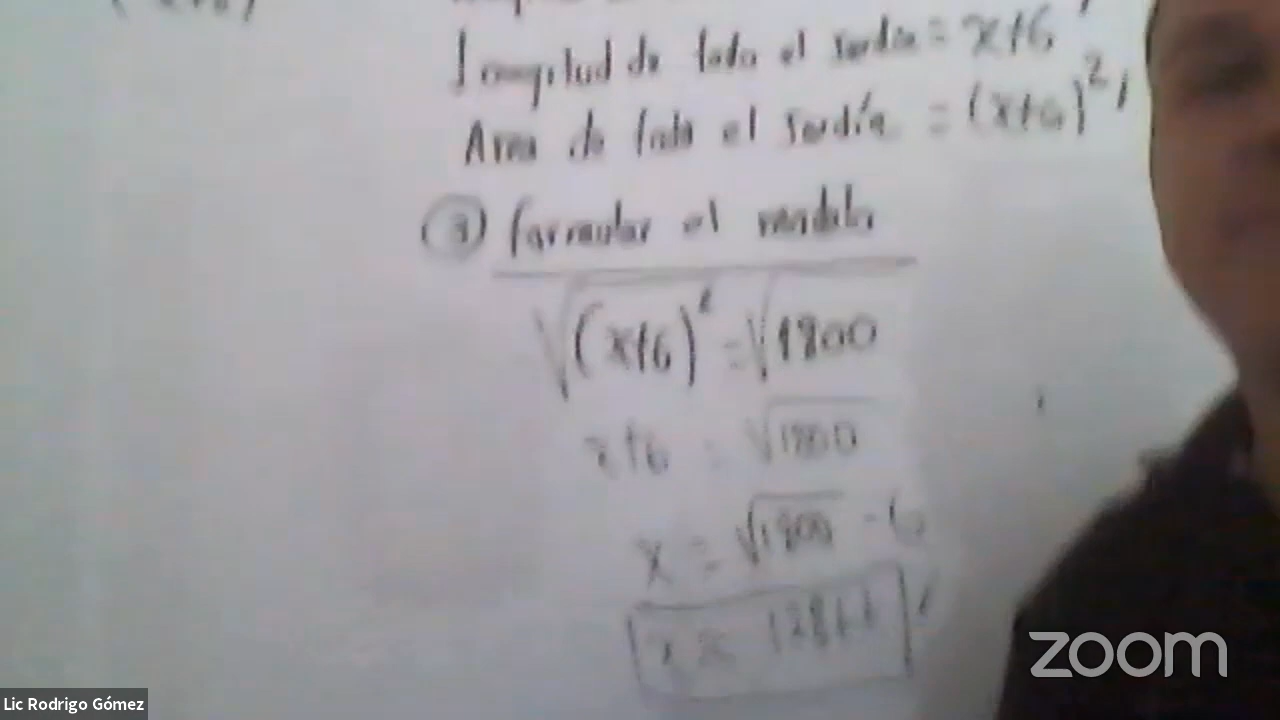 Longitud de todo el Jardín = x+6
Area de todo el Jardín = (x+6)²
③ formular el modelo
√(x+6)² = √1800
x+6 = √1800
x = √1800 - 6
x ≈
zoom
Lic Rodrigo Gómez